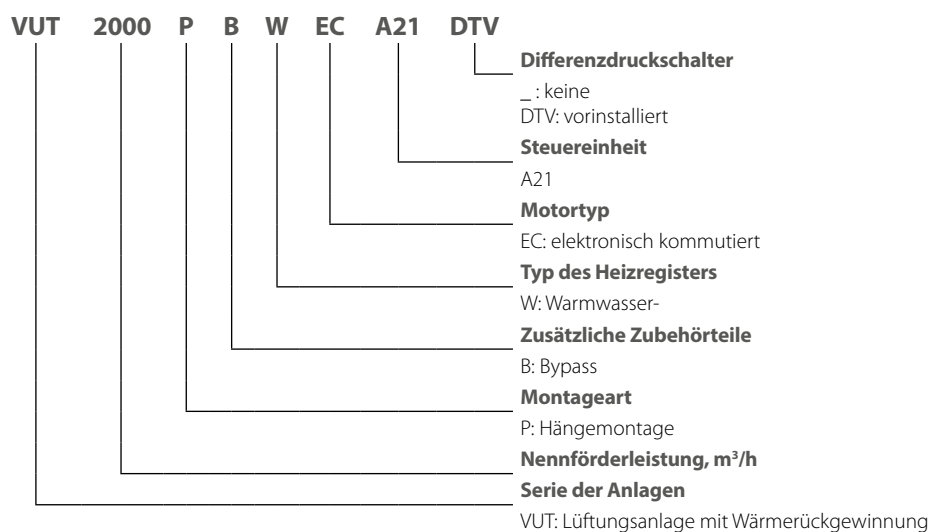 VUT 2000 P B W EC A21 DTV
Differenzdruckschalter
_ : keine
DTV: vorinstalliert
Steuereinheit
A21
Motortyp
EC: elektronisch kommutiert
Typ des Heizregisters
W: Warmwasser-
Zusätzliche Zubehörteile
B: Bypass
Montageart
P: Hängemontage
Nennförderleistung, m³/h
Serie der Anlagen
VUT: Lüftungsanlage mit Wärmerückgewinnung